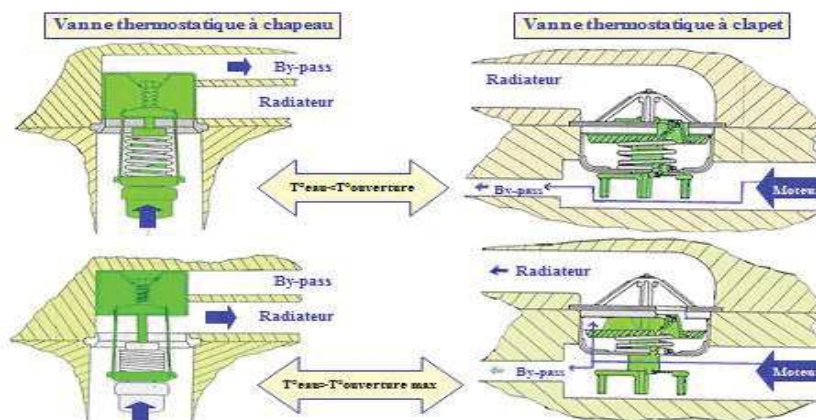 Vanne thermostatique à chapeau
Vanne thermostatique à clapet
By-pass
Radiateur
Radiateur
T°eau<T°ouverture
By-pass
Moteur
By-pass
Radiateur
Radiateur
T°eau>T°ouverture max
By-pass
Moteur